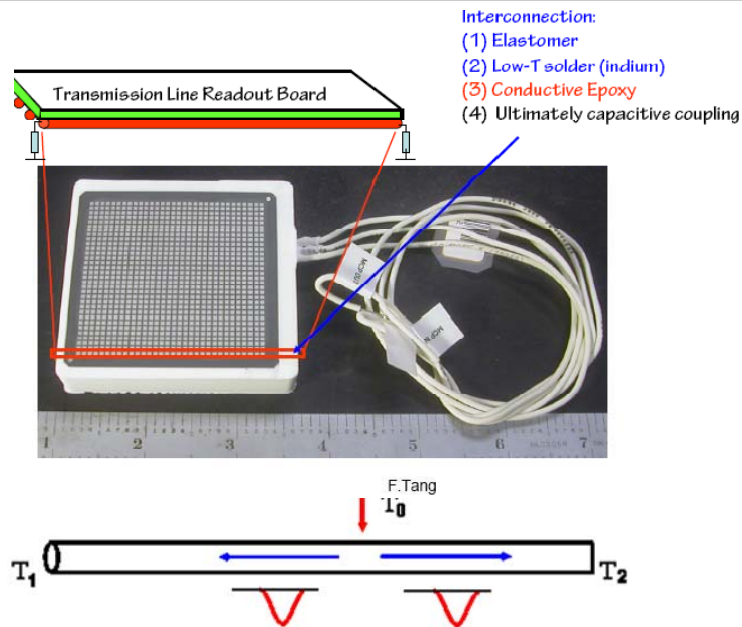 Interconnection:
(1) Elastomer
(2) Low-T solder (indium)
(3) Conductive Epoxy
(4) Ultimately capacitive coupling
Transmission Line Readout Board
1 2 3 4 5 6 7
F.Tang
T0
T1
T2